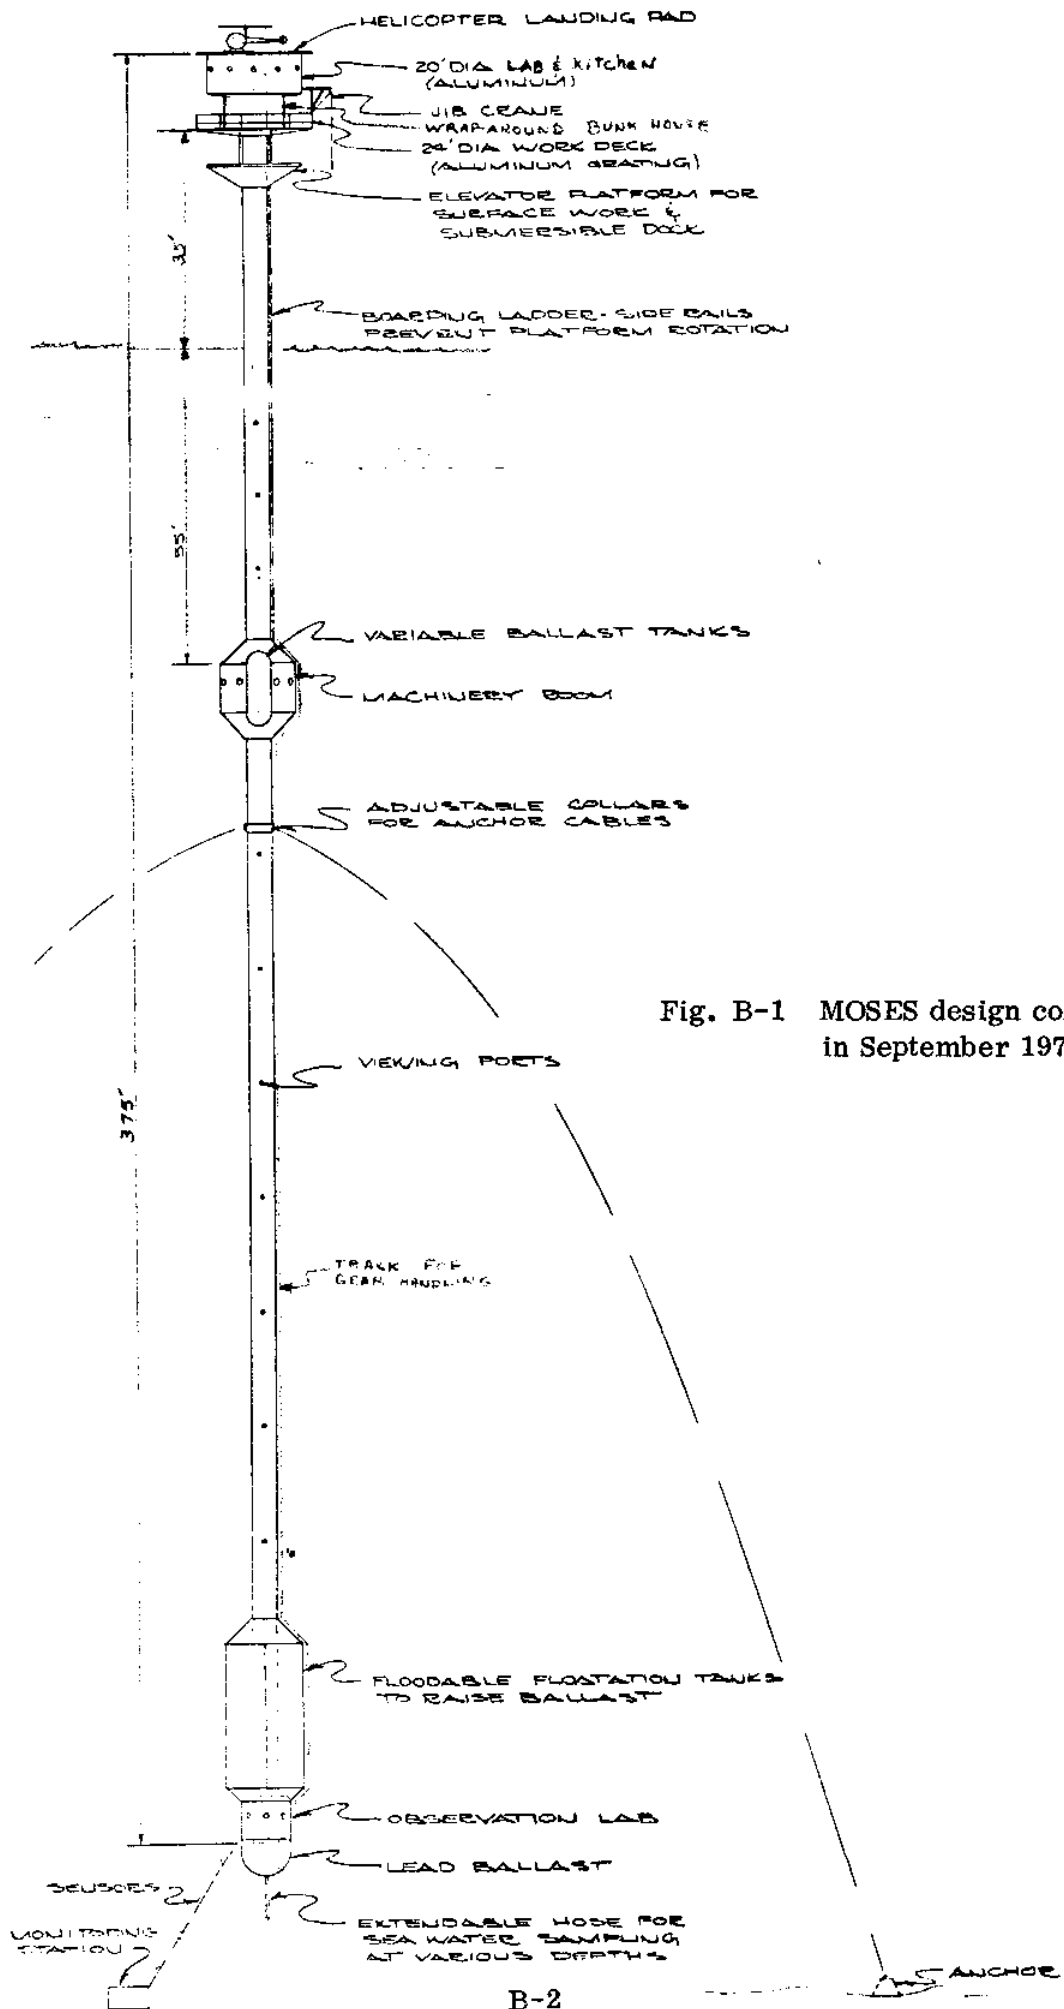 HELICOPTER LANDING PAD
20' DIA LAB & KITCHEN
(ALUMINUM)
JIB CRANE
WRAP-AROUND BUNK HOUSE
24' DIA WORK DECK
(ALUMINUM GRATING)
ELEVATOR PLATFORM FOR
SURFACE WORK &
SUBMERSIBLE DOCK
35'
BOARDING LADDER - SIDE RAILS
PREVENT PLATFORM ROTATION
55'
VARIABLE BALLAST TANKS
MACHINERY ROOM
ADJUSTABLE COLLARS
FOR ANCHOR CABLES
Fig. B-1 MOSES design co
in September 197
VIEWING PORTS
375'
TRACK FOR
GEAR HANDLING
FLOODABLE FLOATATION TANKS
TO RAISE BALLAST
OBSERVATION LAB
LEAD BALLAST
SENSORS
EXTENDABLE HOSE FOR
SEA WATER SAMPLING
AT VARIOUS DEPTHS
MONITORING
STATION
ANCHOR
B-2